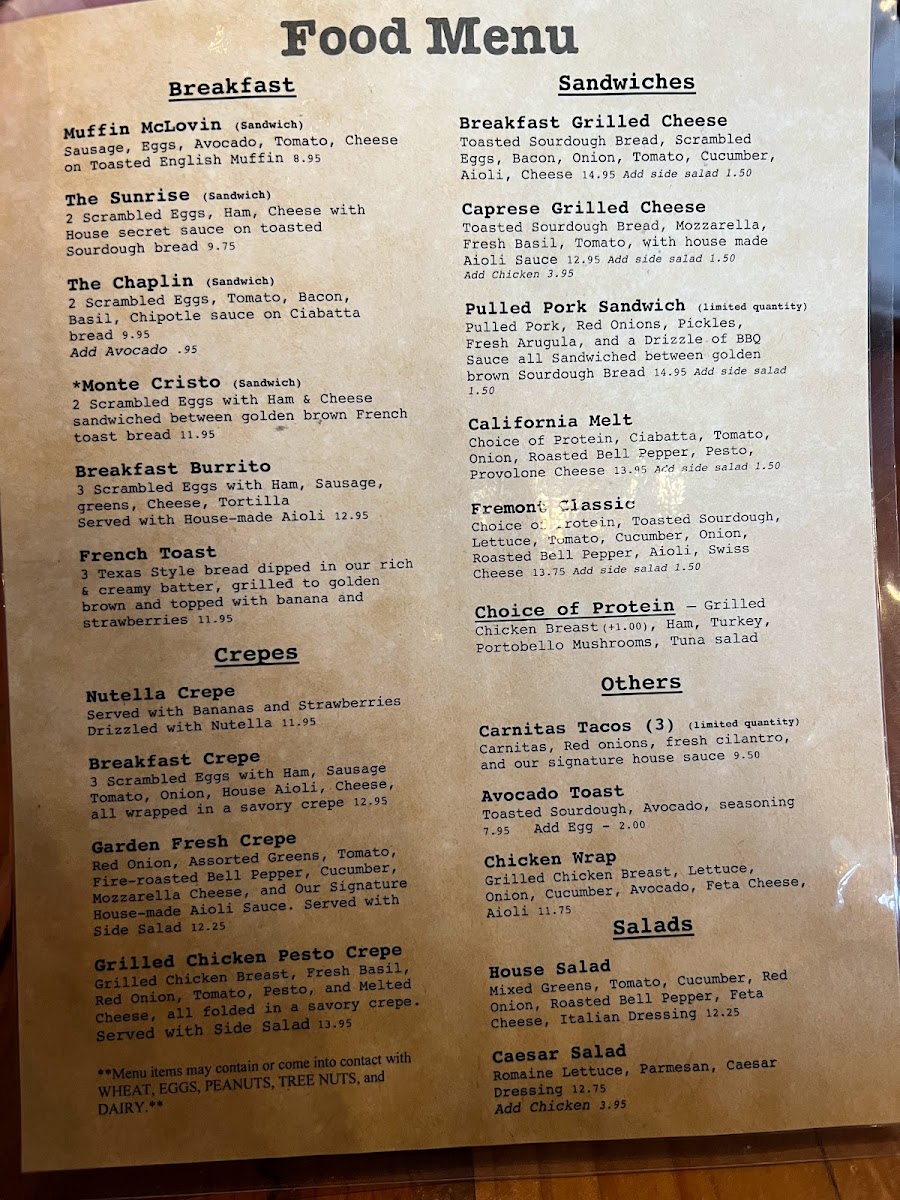 Food Menu
Breakfast
Muffin McLovin (Sandwich)
Sausage, Eggs, Avocado, Tomato, Cheese
on Toasted English Muffin 8.95
The Sunrise (Sandwich)
2 Scrambled Eggs, Ham, Cheese with
House secret sauce on toasted
Sourdough bread 9.75
The Chaplin (Sandwich)
2 Scrambled Eggs, Tomato, Bacon,
Basil, Chipotle sauce on Ciabatta
bread 9.95
Add Avocado .95
*Monte Cristo (Sandwich)
2 Scrambled Eggs with Ham & Cheese
sandwiched between golden brown French
toast bread 11.95
Breakfast Burrito
3 Scrambled Eggs with Ham, Sausage,
greens, Cheese, Tortilla
Served with House-made Aioli 12.95
French Toast
3 Texas Style bread dipped in our rich
& creamy batter, grilled to golden
brown and topped with banana and
strawberries 11.95
Crepes
Nutella Crepe
Served with Bananas and Strawberries
Drizzled with Nutella 11.95
Breakfast Crepe
3 Scrambled Eggs with Ham, Sausage
Tomato, Onion, House Aioli, Cheese,
all wrapped in a savory crepe 12.95
Garden Fresh Crepe
Red Onion, Assorted Greens, Tomato,
Fire-roasted Bell Pepper, Cucumber,
Mozzarella Cheese, and Our Signature
House-made Aioli Sauce. Served with
Side Salad 12.25
Grilled Chicken Pesto Crepe
Grilled Chicken Breast, Fresh Basil,
Red Onion, Tomato, Pesto, and Melted
Cheese, all folded in a savory crepe.
Served with Side Salad 13.95
**Menu items may contain or come into contact with
WHEAT, EGGS, PEANUTS, TREE NUTS, and
DAIRY.**
Sandwiches
Breakfast Grilled Cheese
Toasted Sourdough Bread, Scrambled
Eggs, Bacon, Onion, Tomato, Cucumber,
Aioli, Cheese 14.95 Add side salad 1.50
Caprese Grilled Cheese
Toasted Sourdough Bread, Mozzarella,
Fresh Basil, Tomato, with house made
Aioli Sauce 12.95 Add side salad 1.50
Add Chicken 3.95
Pulled Pork Sandwich (limited quantity)
Pulled Pork, Red Onions, Pickles,
Fresh Arugula, and a Drizzle of BBQ
Sauce all Sandwiched between golden
brown Sourdough Bread 14.95 Add side salad
1.50
California Melt
Choice of Protein, Ciabatta, Tomato,
Onion, Roasted Bell Pepper, Pesto,
Provolone Cheese 13.95 Add side salad 1.50
Fremont Classic
Choice of Protein, Toasted Sourdough,
Lettuce, Tomato, Cucumber, Onion,
Roasted Bell Pepper, Aioli, Swiss
Cheese 13.75 Add side salad 1.50
Choice of Protein – Grilled
Chicken Breast (+1.00), Ham, Turkey,
Portobello Mushrooms, Tuna salad
Others
Carnitas Tacos (3) (limited quantity)
Carnitas, Red onions, fresh cilantro,
and our signature house sauce 9.50
Avocado Toast
Toasted Sourdough, Avocado, seasoning
7.95 Add Egg – 2.00
Chicken Wrap
Grilled Chicken Breast, Lettuce,
Onion, Cucumber, Avocado, Feta Cheese,
Aioli 11.75
Salads
House Salad
Mixed Greens, Tomato, Cucumber, Red
Onion, Roasted Bell Pepper, Feta
Cheese, Italian Dressing 12.25
Caesar Salad
Romaine Lettuce, Parmesan, Caesar
Dressing 12.75
Add Chicken 3.95